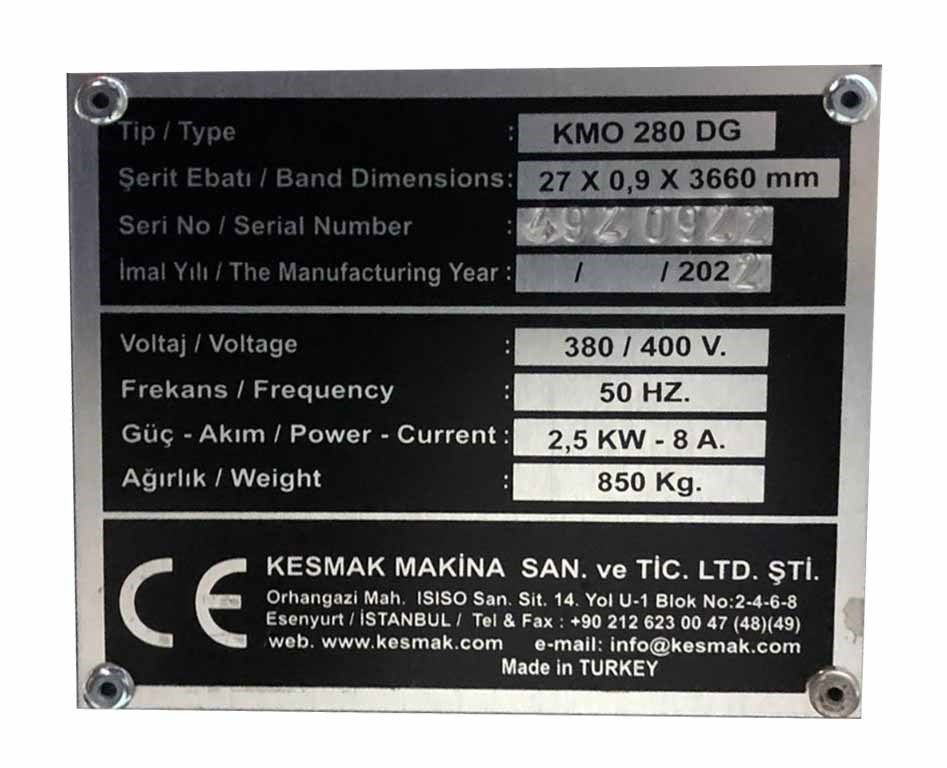 Tip / Type : KMO 280 DG
Şerit Ebatı / Band Dimensions: 27 X 0,9 X 3660 mm
Seri No / Serial Number :
İmal Yılı / The Manufacturing Year : / / 2022
Voltaj / Voltage : 380 / 400 V.
Frekans / Frequency : 50 HZ.
Güç - Akım / Power - Current : 2,5 KW - 8 A.
Ağırlık / Weight : 850 Kg.
CE
KESMAK MAKİNA SAN. ve TİC. LTD. ŞTİ.
Orhangazi Mah. ISISO San. Sit. 14. Yol U-1 Blok No:2-4-6-8
Esenyurt / İSTANBUL / Tel & Fax : +90 212 623 00 47 (48)(49)
web. www.kesmak.com e-mail: info@kesmak.com
Made in TURKEY